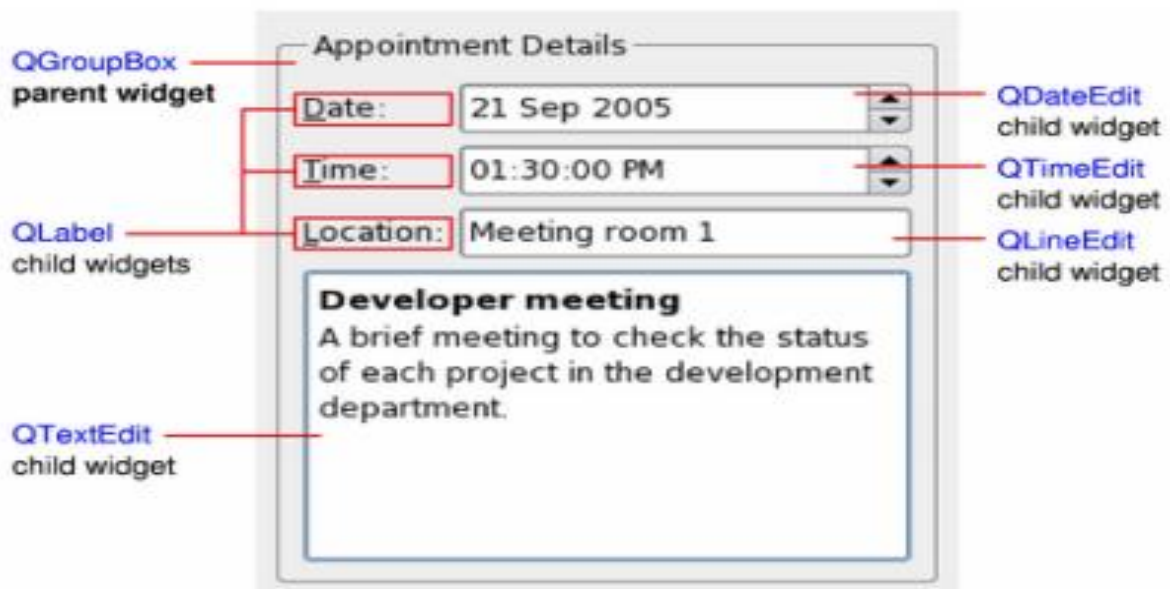 QGroupBox
parent widget
QLabel
child widgets
QTextEdit
child widget
Appointment Details
Date: 21 Sep 2005
Time: 01:30:00 PM
Location: Meeting room 1
Developer meeting
A brief meeting to check the status
of each project in the development
department.
QDateEdit
child widget
QTimeEdit
child widget
QLineEdit
child widget